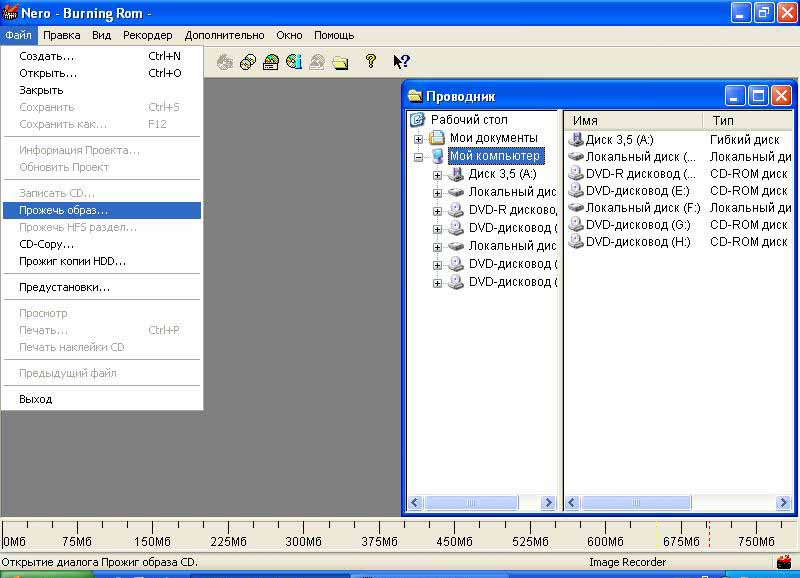 Nero - Burning Rom -
Файл Правка Вид Рекордер Дополнительно Окно Помощь
Создать... Ctrl+N
Открыть... Ctrl+O
Закрыть
Сохранить Ctrl+S
Сохранить как... F12
Информация Проекта...
Обновить Проект
Записать CD...
Прожечь образ...
Прожечь HFS раздел...
CD-Copy...
Прожиг копии HDD...
Предустановки...
Просмотр
Печать... Ctrl+P
Печать наклейки CD
Предыдущий файл
Выход
Проводник
Рабочий стол
Мои документы
Мой компьютер
Диск 3,5 (A:)
Локальный дис
DVD-R дисково
DVD-дисковод (
Локальный дис
DVD-дисковод (
DVD-дисковод (
Имя Тип
Диск 3,5 (A:) Гибкий диск
Локальный диск (... Локальный ди
DVD-R дисковод (... CD-ROM диск
DVD-дисковод (E:) CD-ROM диск
Локальный диск (F:) Локальный ди
DVD-дисковод (G:) CD-ROM диск
DVD-дисковод (H:) CD-ROM диск
0Мб 75Мб 150Мб 225Мб 300Мб 375Мб 450Мб 525Мб 600Мб 675Мб 750Мб
Открытие диалога Прожиг образа CD. Image Recorder